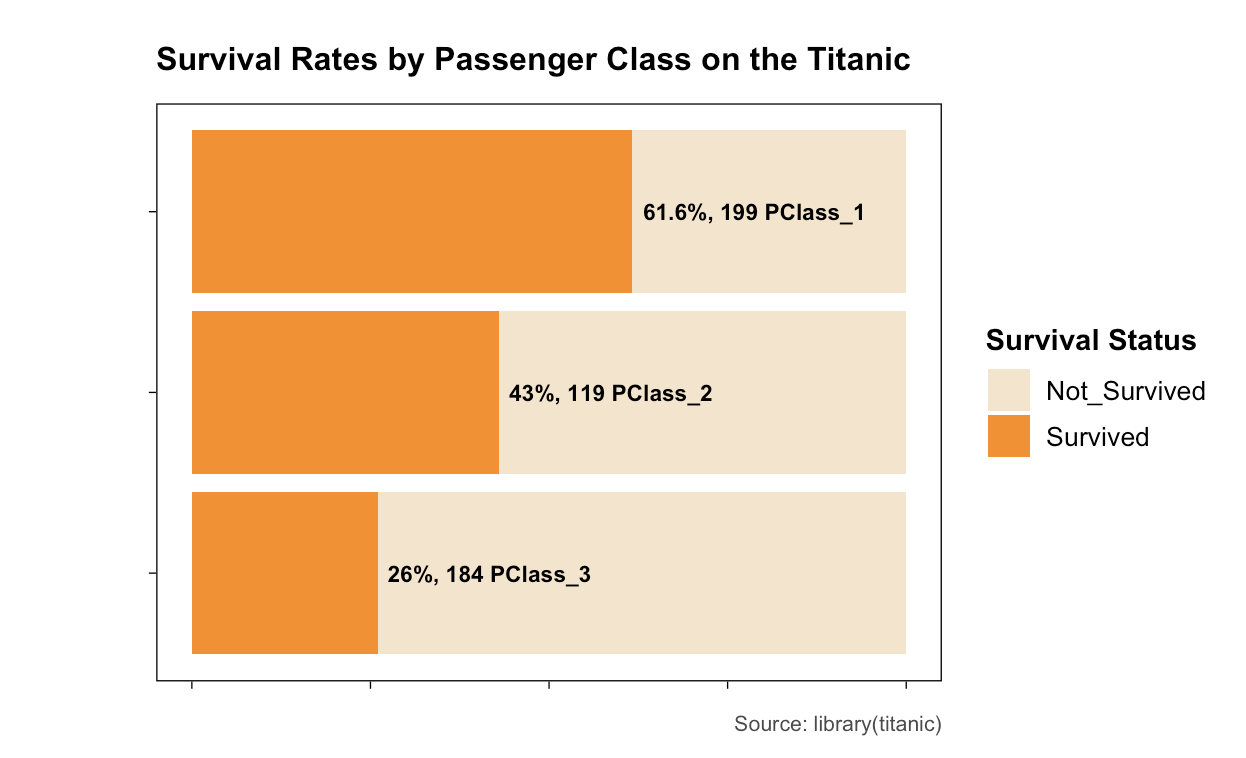 Survival Rates by Passenger Class on the Titanic
61.6%, 199 PClass_1
43%, 119 PClass_2
26%, 184 PClass_3
Survival Status
Not_Survived
Survived
Source: library(titanic)